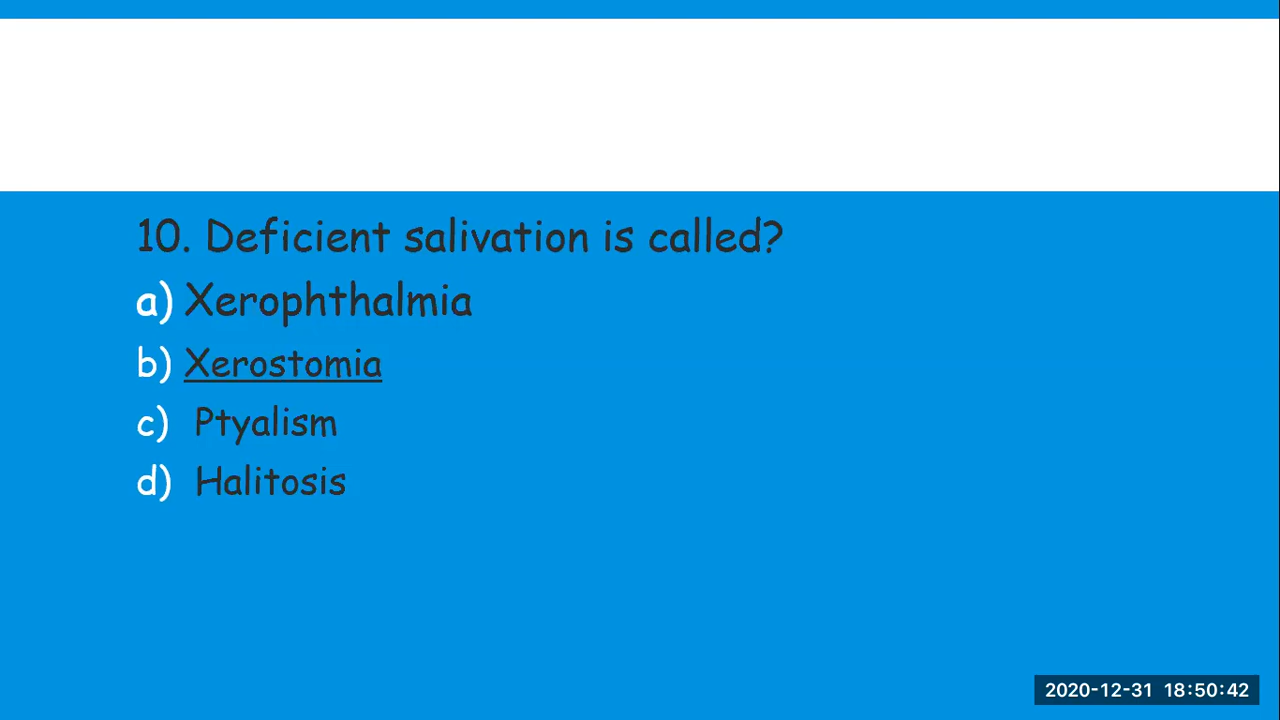 10. Deficient salivation is called?
a) Xerophthalmia
b) Xerostomia
c) Ptyalism
d) Halitosis
2020-12-31 18:50:42